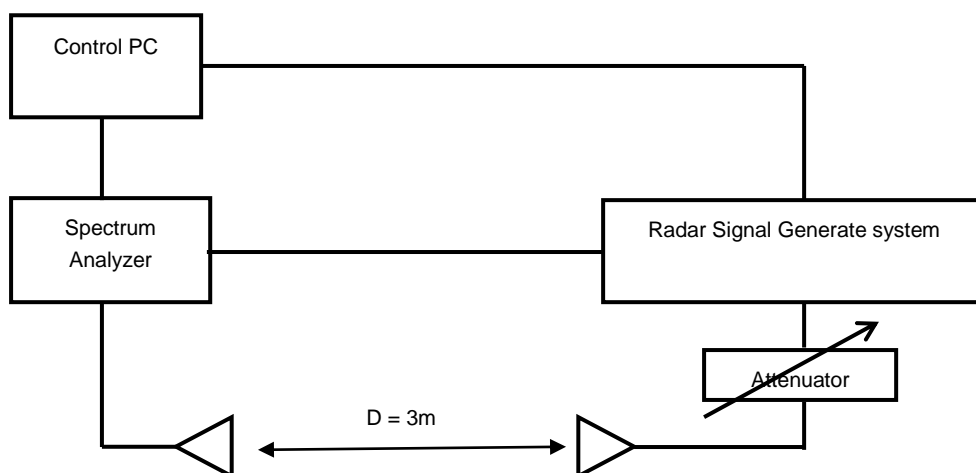 Control PC
Spectrum
Analyzer
Radar Signal Generate system
Attenuator
D = 3m